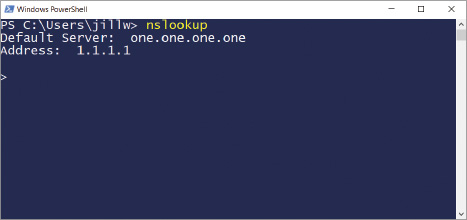 Windows PowerShell
PS C:\Users\jillw> nslookup
Default Server:  one.one.one.one
Address:  1.1.1.1
>